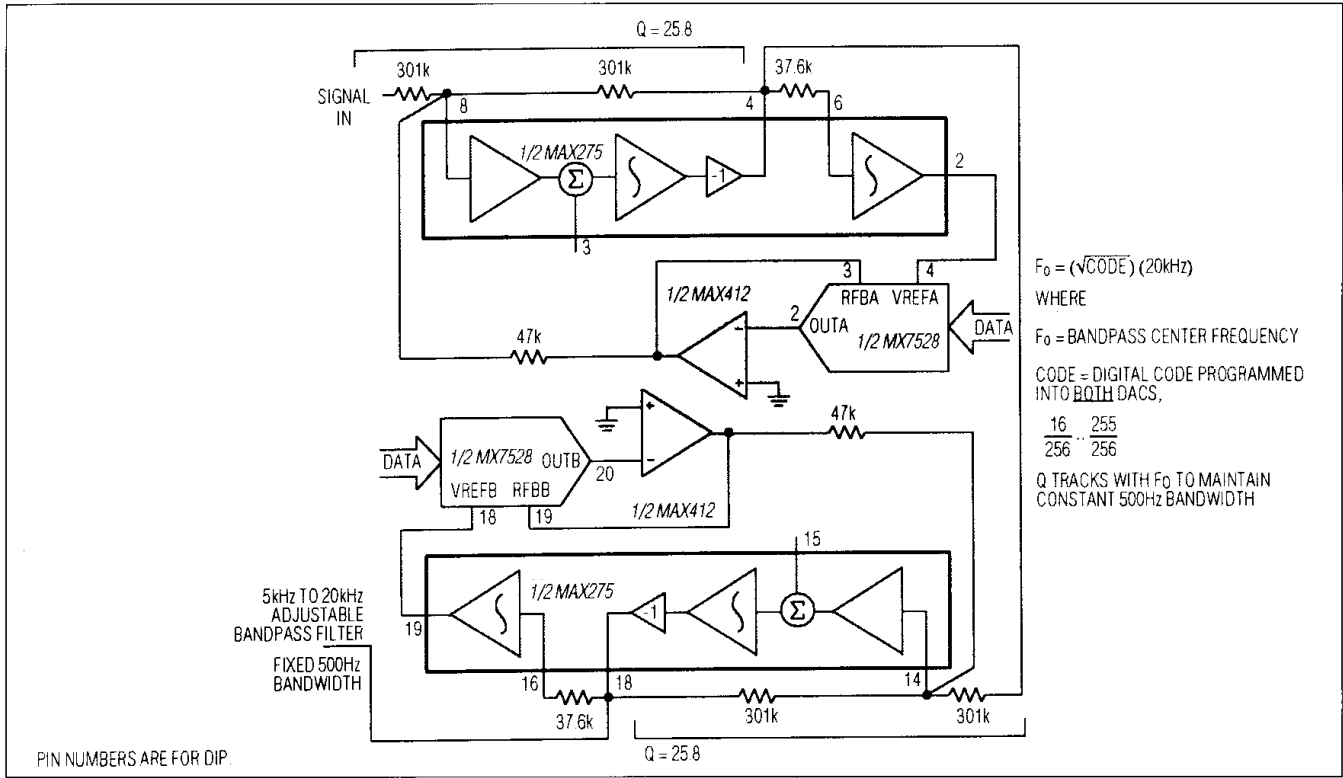 Q = 25.8
301k
301k
37.6k
SIGNAL
IN
8
4
6
1/2 MAX275
Σ
-1
2
3
3
4
1/2 MAX412
RFBA VREFA
2
OUTA
1/2 MX7528
DATA
47k
-
+
F₀ = (√CODE) (20kHz)
WHERE
F₀ = BANDPASS CENTER FREQUENCY
CODE = DIGITAL CODE PROGRAMMED
INTO BOTH DACS,
16/256 .. 255/256
Q TRACKS WITH F₀ TO MAINTAIN
CONSTANT 500Hz BANDWIDTH
47k
+
-
DATA
1/2 MX7528 OUTB
20
VREFB RFBB
18
19
1/2 MAX412
15
1/2 MAX275
-1
Σ
19
5kHz TO 20kHz
ADJUSTABLE
BANDPASS FILTER
FIXED 500Hz
BANDWIDTH
16
18
14
37.6k
301k
301k
Q = 25.8
PIN NUMBERS ARE FOR DIP.